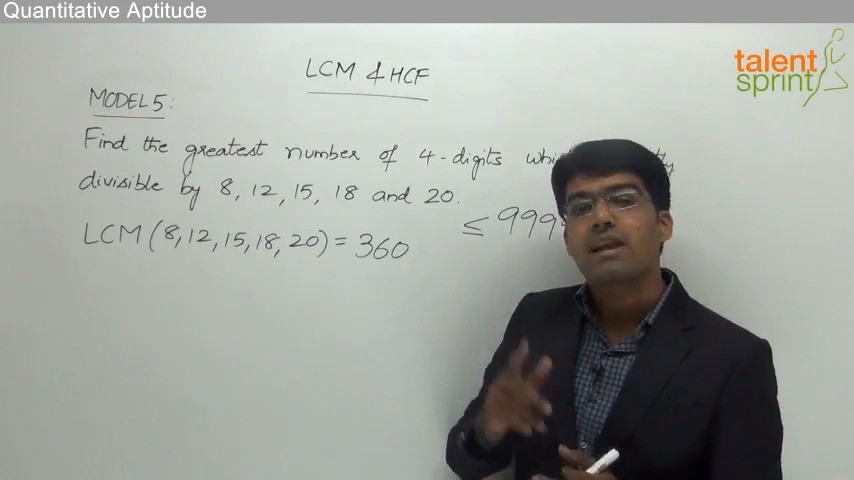 Quantitative Aptitude
talent
sprint
LCM & HCF
MODEL 5:
Find the greatest number of 4-digits
divisible by 8, 12, 15, 18 and 20.
LCM (8, 12, 15, 18, 20) = 360
≤ 999